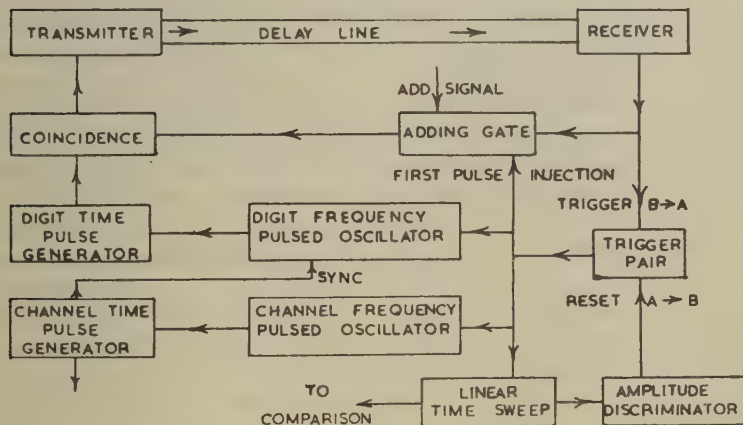 TRANSMITTER
DELAY LINE
RECEIVER
ADD SIGNAL
COINCIDENCE
ADDING GATE
FIRST PULSE INJECTION
TRIGGER B→A
DIGIT TIME
PULSE
GENERATOR
DIGIT FREQUENCY
PULSED OSCILLATOR
TRIGGER
PAIR
SYNC
RESET A→B
CHANNEL TIME
PULSE
GENERATOR
CHANNEL FREQUENCY
PULSED OSCILLATOR
TO
COMPARISON
LINEAR
TIME SWEEP
AMPLITUDE
DISCRIMINATOR